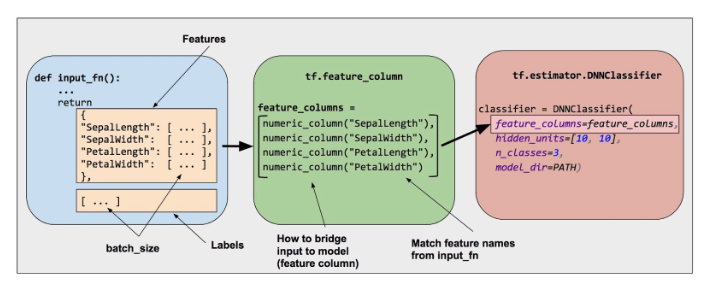 Features
def input_fn():
...
return
{
"SepalLength": [ ... ],
"SepalWidth": [ ... ],
"PetalLength": [ ... ],
"PetalWidth": [ ... ]
},
[ ... ]
batch_size
Labels
tf.feature_column
feature_columns =
numeric_column("SepalLength"),
numeric_column("SepalWidth"),
numeric_column("PetalLength"),
numeric_column("PetalWidth")
How to bridge
input to model
(feature column)
Match feature names
from input_fn
tf.estimator.DNNClassifier
classifier = DNNClassifier(
feature_columns=feature_columns,
hidden_units=[10, 10],
n_classes=3,
model_dir=PATH)